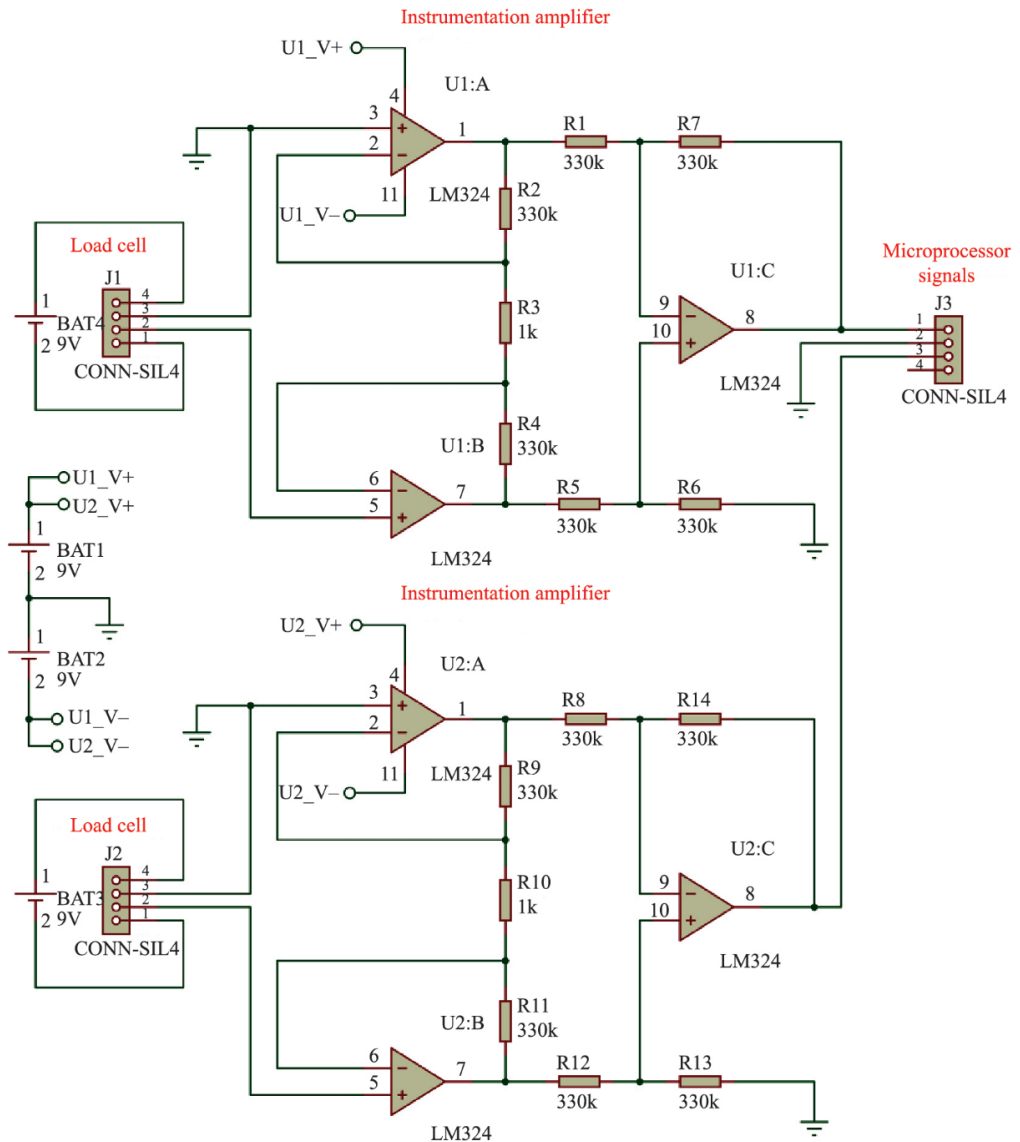 Instrumentation amplifier
U1_V+
U1:A
4
3
2
1
11
U1_V−
LM324
R1
330k
R7
330k
R2
330k
Load cell
J1
4
3
2
1
1
BAT4
2
9V
CONN-SIL4
R3
1k
U1:C
9
10
8
LM324
Microprocessor
signals
J3
1
2
3
4
CONN-SIL4
R4
330k
U1:B
6
5
7
LM324
R5
330k
R6
330k
U1_V+
U2_V+
1
BAT1
2
9V
1
BAT2
2
9V
U1_V−
U2_V−
Instrumentation amplifier
U2_V+
U2:A
4
3
2
1
11
U2_V−
LM324
R8
330k
R14
330k
R9
330k
Load cell
J2
4
3
2
1
1
BAT3
2
9V
CONN-SIL4
R10
1k
U2:C
9
10
8
LM324
R11
330k
U2:B
6
5
7
LM324
R12
330k
R13
330k